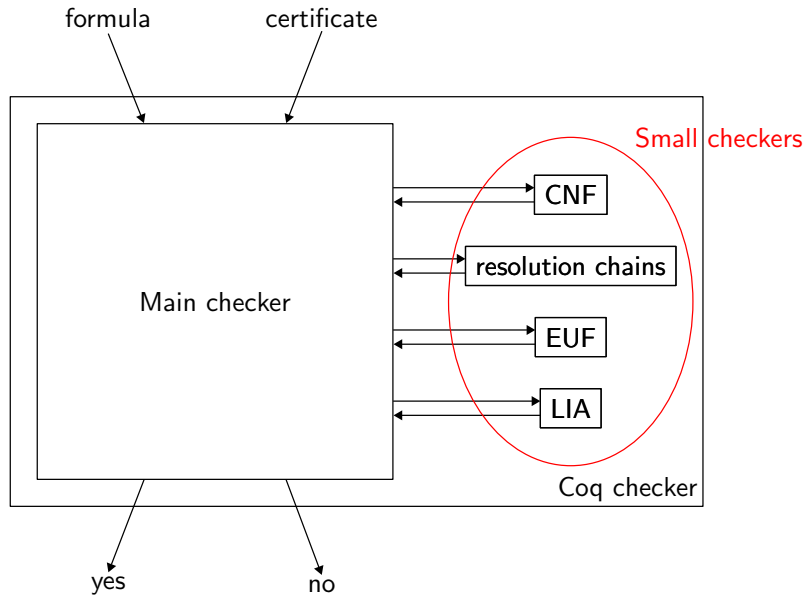 formula
certificate
Small checkers
CNF
resolution chains
Main checker
EUF
LIA
Coq checker
yes
no